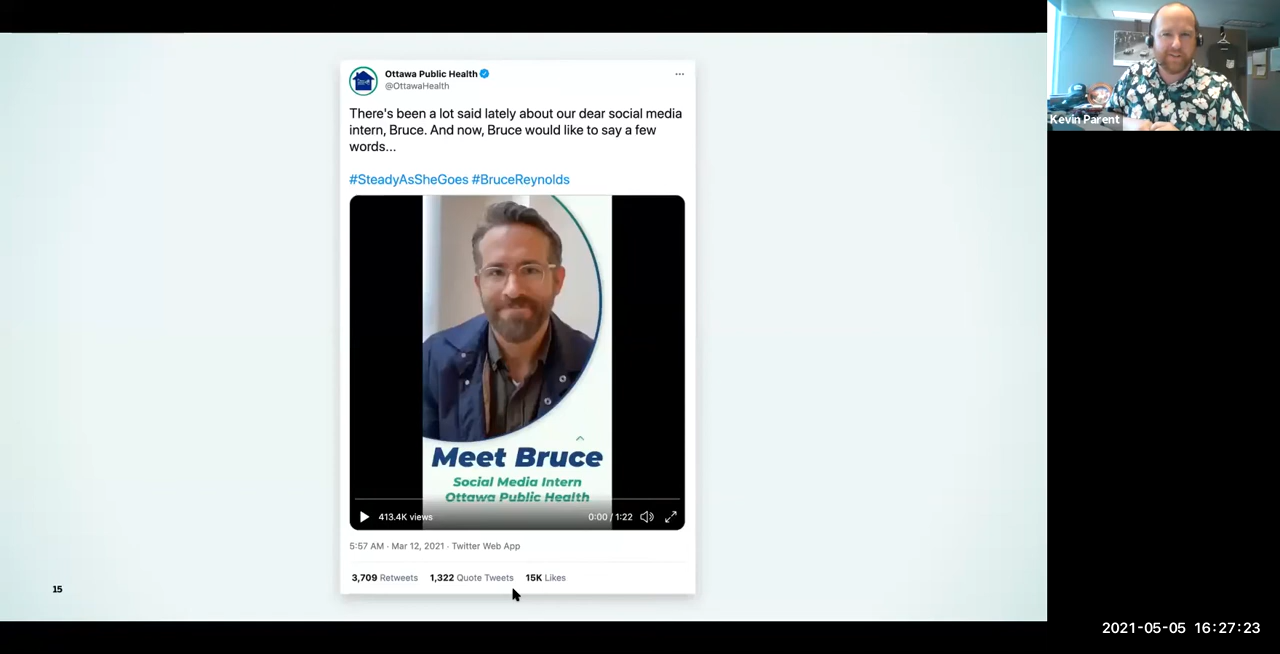 Ottawa Public Health
@OttawaHealth
There's been a lot said lately about our dear social media
intern, Bruce. And now, Bruce would like to say a few
words...
#SteadyAsSheGoes #BruceReynolds
Meet Bruce
Social Media Intern
Ottawa Public Health
413.4K views
0:00 / 1:22
5:57 AM · Mar 12, 2021 · Twitter Web App
3,709 Retweets 1,322 Quote Tweets 15K Likes
15
Kevin Parent
2021-05-05 16:27:23